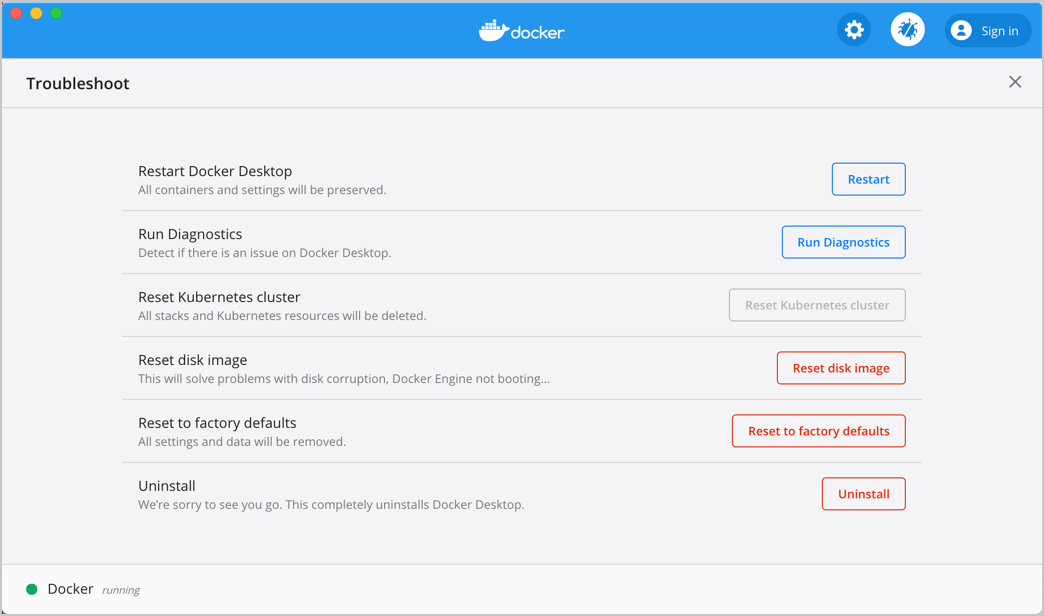 docker
Sign in
Troubleshoot
Restart Docker Desktop
All containers and settings will be preserved.
Restart
Run Diagnostics
Detect if there is an issue on Docker Desktop.
Run Diagnostics
Reset Kubernetes cluster
All stacks and Kubernetes resources will be deleted.
Reset Kubernetes cluster
Reset disk image
This will solve problems with disk corruption, Docker Engine not booting...
Reset disk image
Reset to factory defaults
All settings and data will be removed.
Reset to factory defaults
Uninstall
We're sorry to see you go. This completely uninstalls Docker Desktop.
Uninstall
Docker running